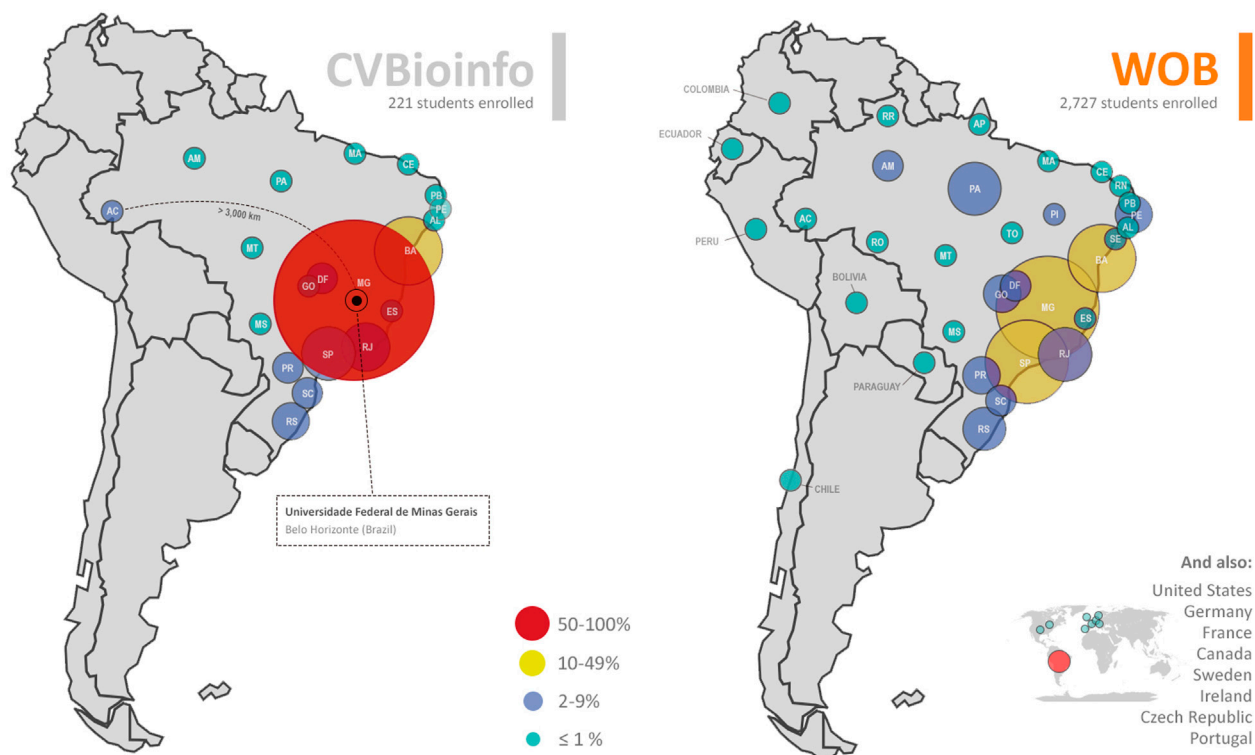 CVBioinfo
221 students enrolled
AM
MA
CE
PA
PB
PE
AL
AC
> 3,000 km
MT
BA
DF
GO
MG
ES
MS
SP
RJ
PR
SC
RS
Universidade Federal de Minas Gerais
Belo Horizonte (Brazil)
50-100%
10-49%
2-9%
≤ 1 %
WOB
2,727 students enrolled
COLOMBIA
RR
AP
ECUADOR
AM
MA
CE
PA
RN
PB
PE
PI
AC
AL
PERU
TO
SE
RO
MT
BA
BOLIVIA
DF
GO
MG
ES
MS
RJ
SP
PARAGUAY
PR
SC
RS
CHILE
And also:
United States
Germany
France
Canada
Sweden
Ireland
Czech Republic
Portugal